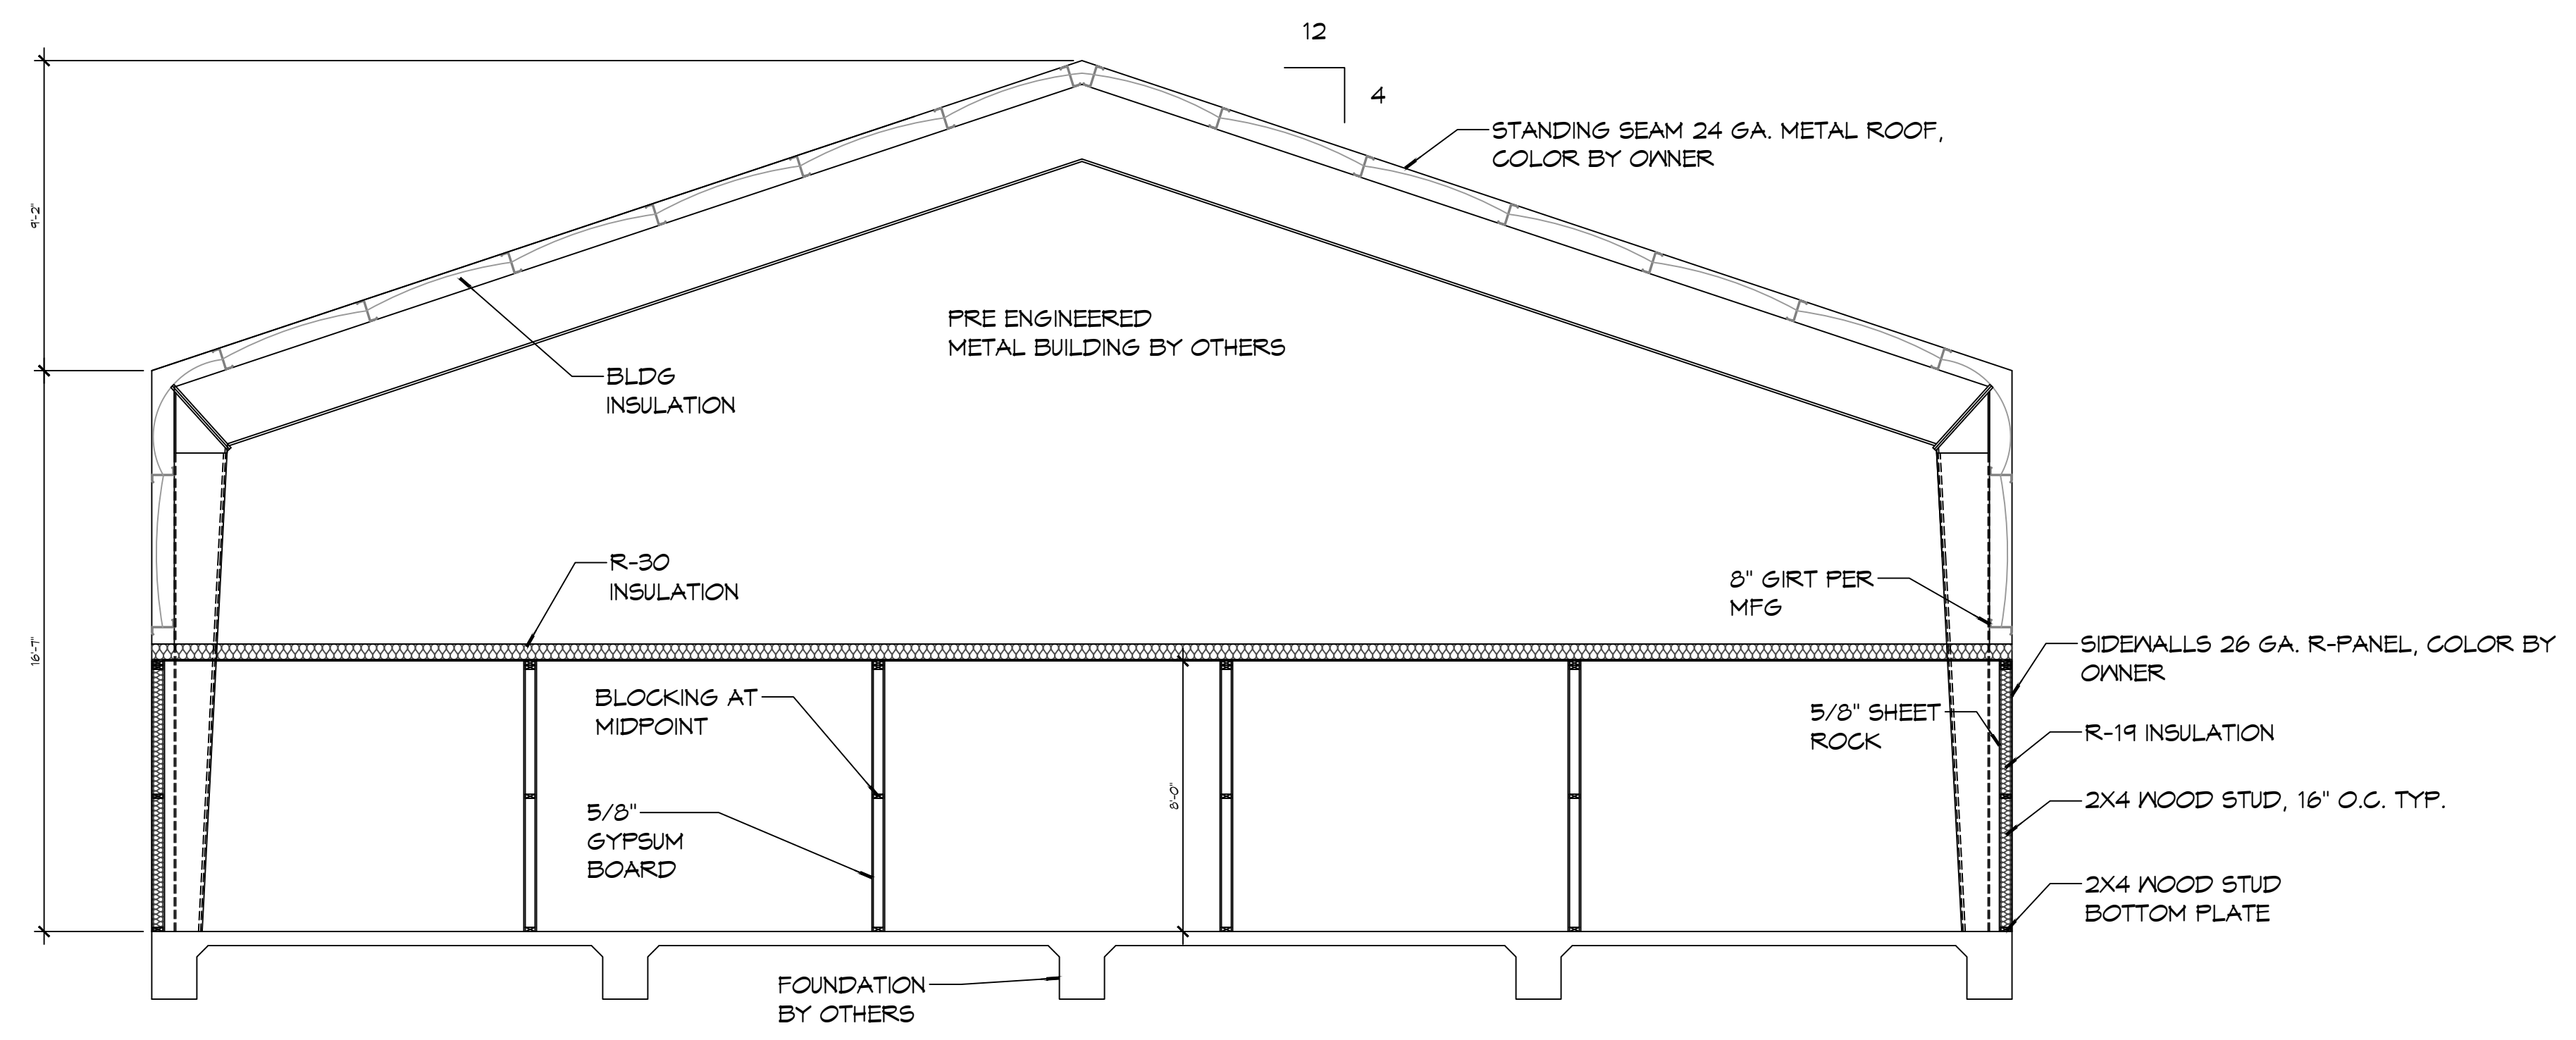 12
4
STANDING SEAM 24 GA. METAL ROOF,
COLOR BY OWNER
9'-2"
PRE ENGINEERED
METAL BUILDING BY OTHERS
BLDG
INSULATION
R-30
INSULATION
8" GIRT PER
MFG
16'-7"
SIDEWALLS 26 GA. R-PANEL, COLOR BY
OWNER
BLOCKING AT
MIDPOINT
5/8" SHEET
ROCK
R-19 INSULATION
8'-0"
2X4 WOOD STUD, 16" O.C. TYP.
5/8"
GYPSUM
BOARD
2X4 WOOD STUD
BOTTOM PLATE
FOUNDATION
BY OTHERS